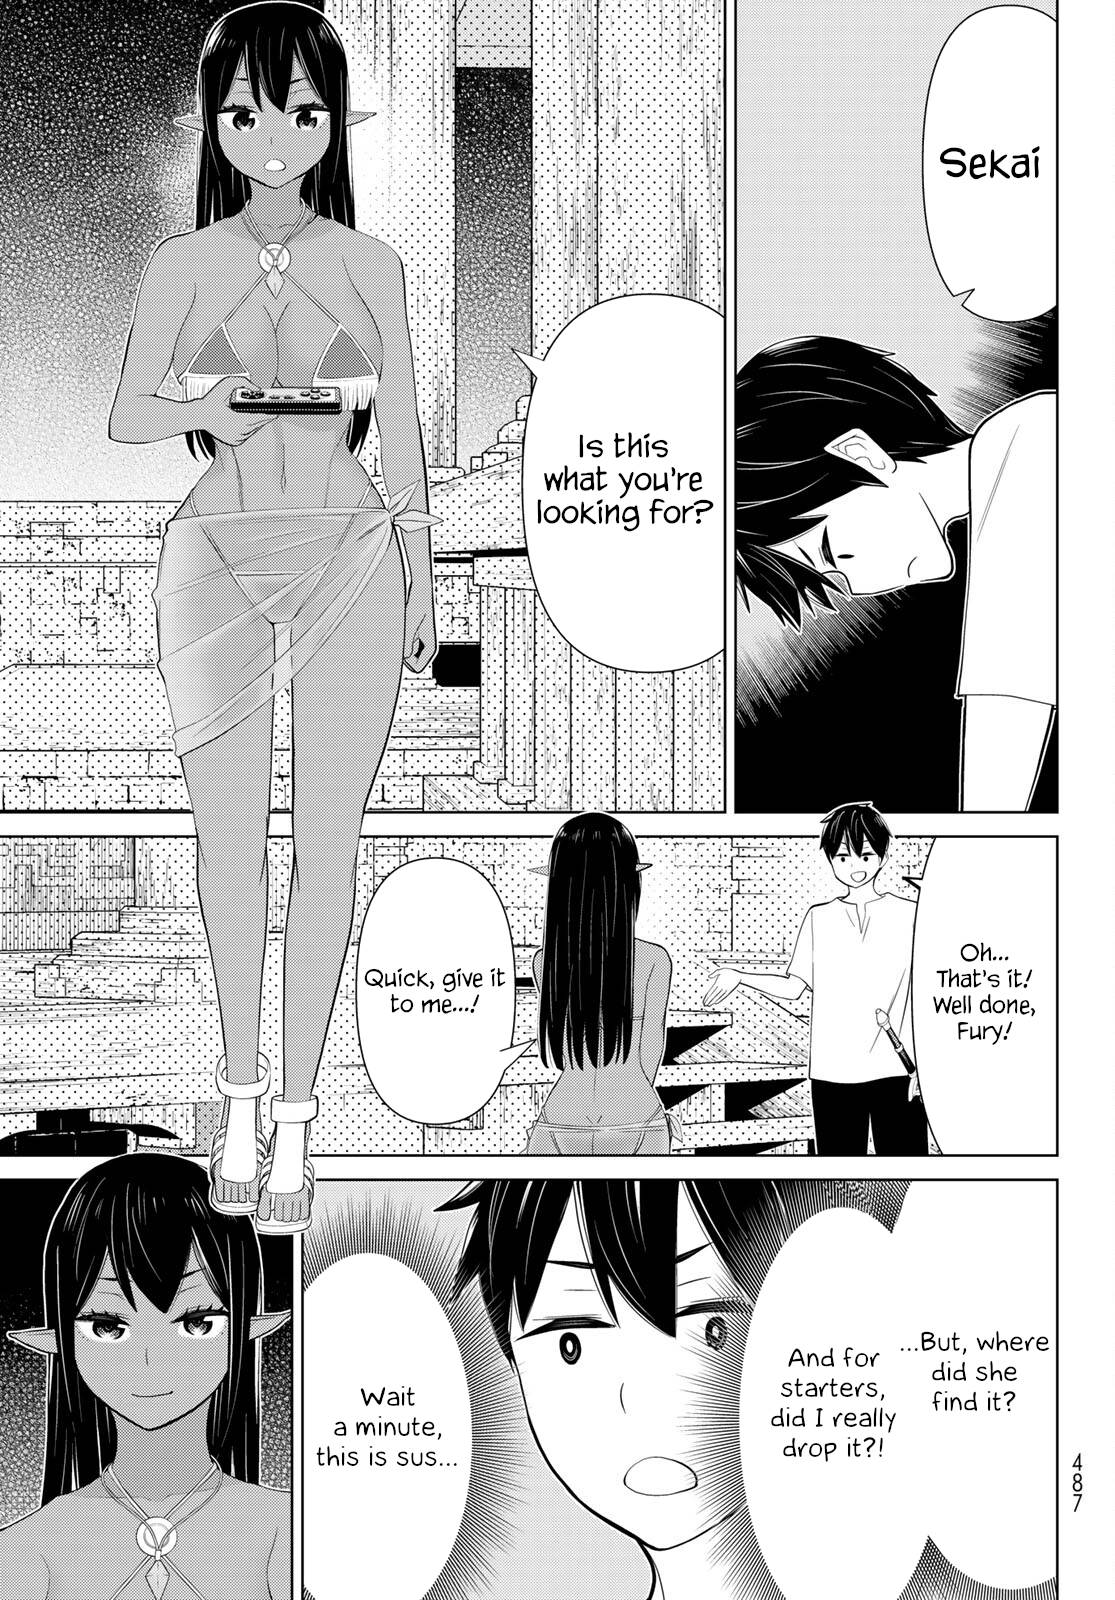 Sekai
Is this
what you're
looking for?
Oh...
That's it!
Well done,
Fury!
Quick, give it
to me...!
...But, where
did she
find it?
And for
starters,
did I really
drop it?!
Wait
a minute,
this is sus...
487